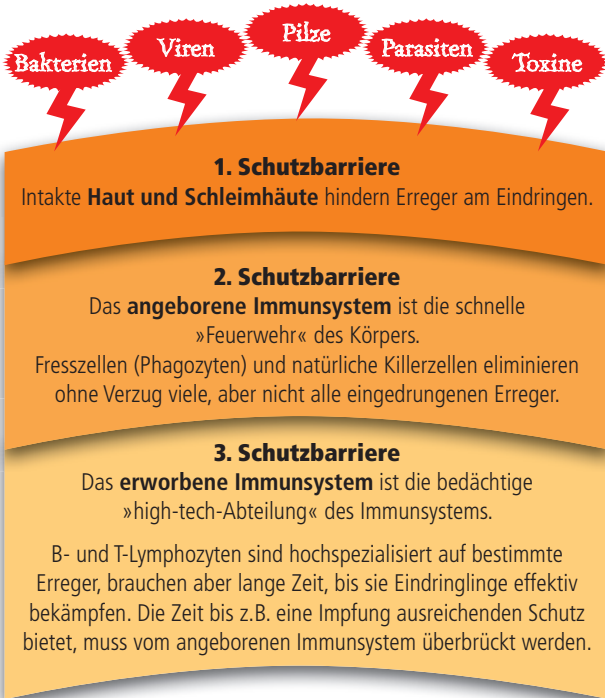 Bakterien
Viren
Pilze
Parasiten
Toxine
1. Schutzbarriere
Intakte Haut und Schleimhäute hindern Erreger am Eindringen.
2. Schutzbarriere
Das angeborene Immunsystem ist die schnelle
»Feuerwehr« des Körpers.
Fresszellen (Phagozyten) und natürliche Killerzellen eliminieren
ohne Verzug viele, aber nicht alle eingedrungenen Erreger.
3. Schutzbarriere
Das erworbene Immunsystem ist die bedächtige
»high-tech-Abteilung« des Immunsystems.
B- und T-Lymphozyten sind hochspezialisiert auf bestimmte
Erreger, brauchen aber lange Zeit, bis sie Eindringlinge effektiv
bekämpfen. Die Zeit bis z.B. eine Impfung ausreichenden Schutz
bietet, muss vom angeborenen Immunsystem überbrückt werden.